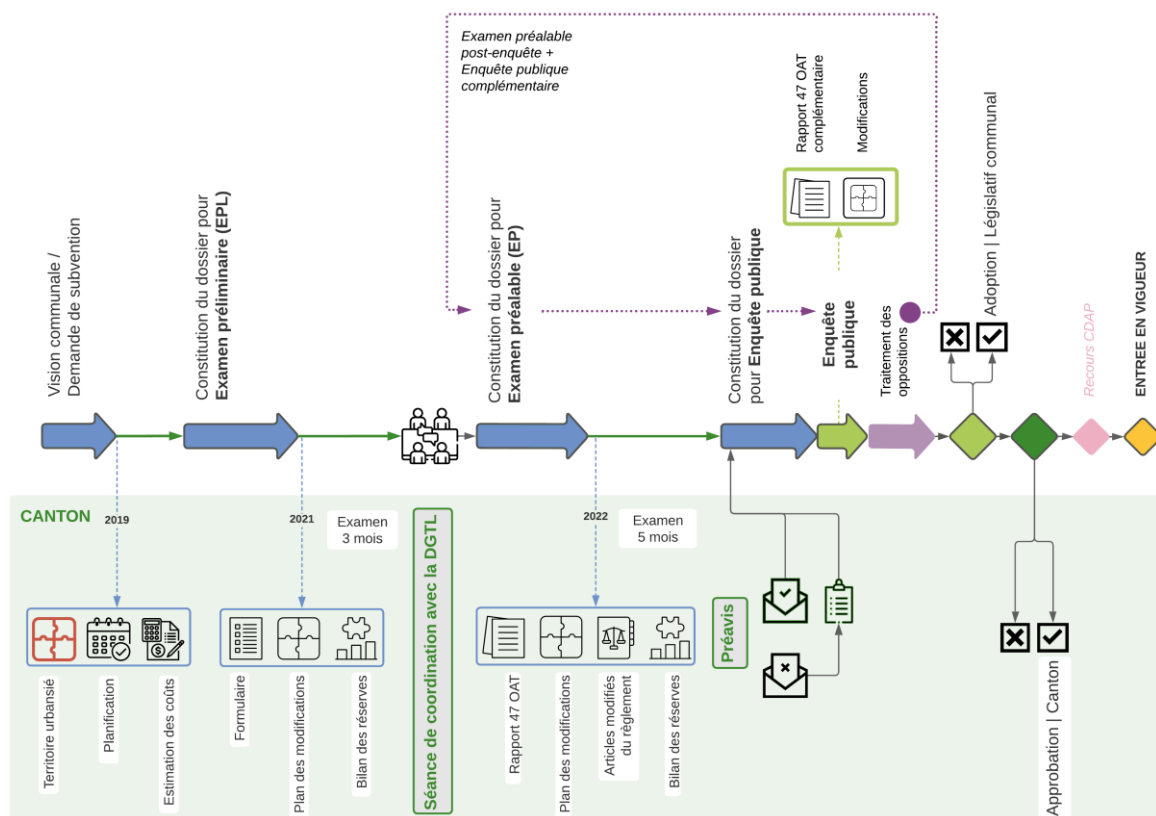 Examen préalable
post-enquête +
Enquête publique
complémentaire
Vision communale /
Demande de subvention
Constitution du dossier pour
Examen préliminaire (EPL)
Constitution du dossier pour
Examen préalable (EP)
Constitution du dossier
pour Enquête publique
Rapport 47 OAT
complémentaire
Modifications
Enquête
publique
Traitement des
oppositions
Adoption | Législatif communal
Recours CDAP
ENTREE EN VIGUEUR
CANTON
2019
2021
Examen
3 mois
Séance de coordination avec la DGTL
2022
Examen
5 mois
Préavis
Territoire urbansié
Planification
Estimation des coûts
Formulaire
Plan des modifications
Bilan des réserves
Rapport 47 OAT
Plan des modifications
Articles modifiés
du règlement
Bilan des réserves
Approbation | Canton